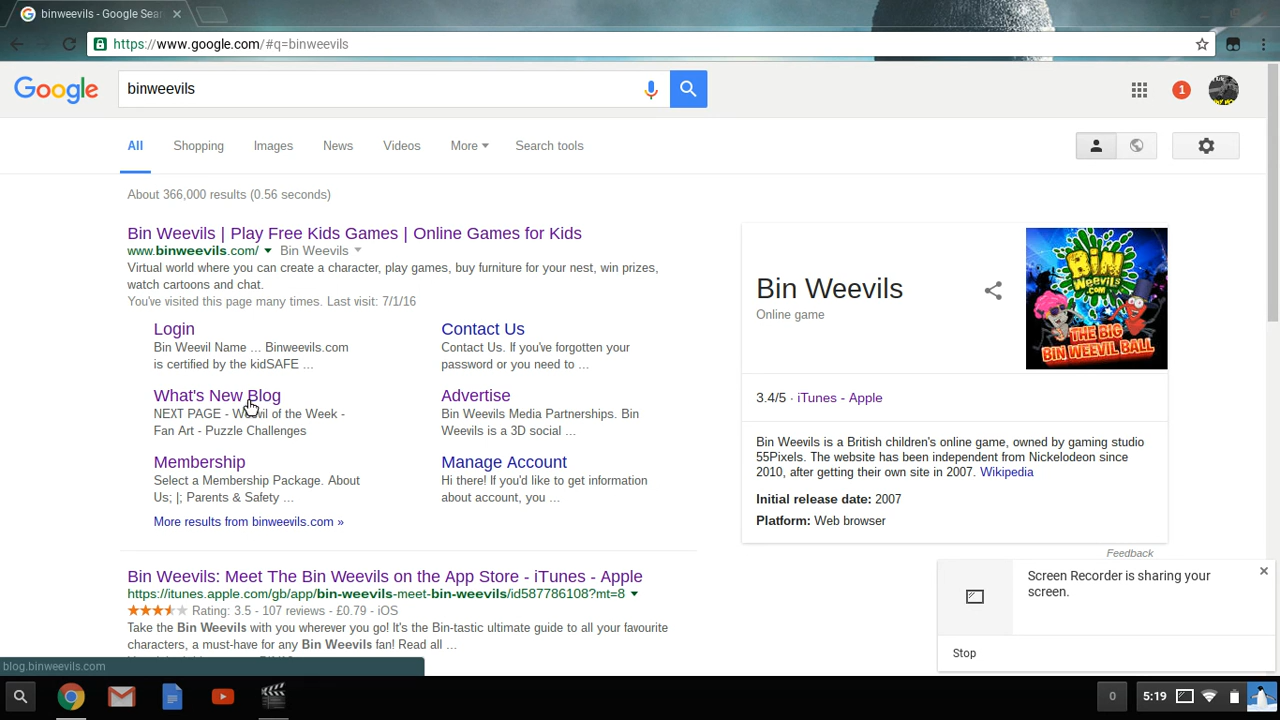 binweevils - Google Sear
https://www.google.com/#q=binweevils
Google
binweevils
1
All
Shopping
Images
News
Videos
More
Search tools
About 366,000 results (0.56 seconds)
Bin Weevils | Play Free Kids Games | Online Games for Kids
www.binweevils.com/ Bin Weevils
Virtual world where you can create a character, play games, buy furniture for your nest, win prizes,
watch cartoons and chat.
You've visited this page many times. Last visit: 7/1/16
Login
Bin Weevil Name ... Binweevils.com
is certified by the kidSAFE ...
Contact Us
Contact Us. If you've forgotten your
password or you need to ...
What's New Blog
NEXT PAGE - Weevil of the Week -
Fan Art - Puzzle Challenges
Advertise
Bin Weevils Media Partnerships. Bin
Weevils is a 3D social ...
Membership
Select a Membership Package. About
Us; |; Parents & Safety ...
Manage Account
Hi there! If you'd like to get information
about account, you ...
More results from binweevils.com »
Bin Weevils: Meet The Bin Weevils on the App Store - iTunes - Apple
https://itunes.apple.com/gb/app/bin-weevils-meet-bin-weevils/id587786108?mt=8
Rating: 3.5 - 107 reviews - £0.79 - iOS
Take the Bin Weevils with you wherever you go! It's the Bin-tastic ultimate guide to all your favourite
characters, a must-have for any Bin Weevils fan! Read all ...
Bin Weevils
Online game
BIN
WEEVILS
.COM
THE BIG
BIN WEEVIL BALL
3.4/5 · iTunes - Apple
Bin Weevils is a British children's online game, owned by gaming studio
55Pixels. The website has been independent from Nickelodeon since
2010, after getting their own site in 2007. Wikipedia
Initial release date: 2007
Platform: Web browser
Feedback
Screen Recorder is sharing your
screen.
Stop
blog.binweevils.com
0
5:19